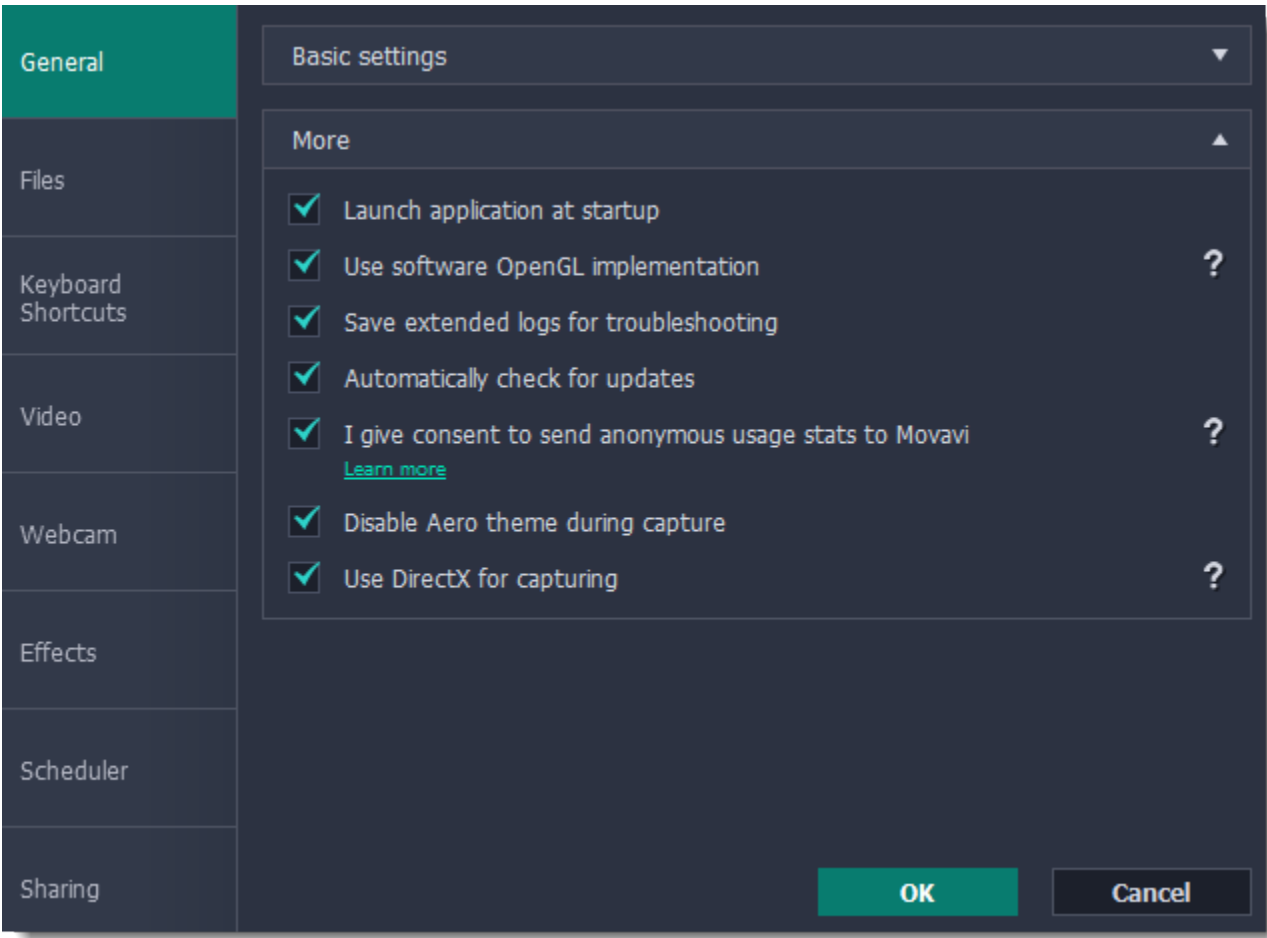 General
Files
Keyboard
Shortcuts
Video
Webcam
Effects
Scheduler
Sharing
Basic settings
More
Launch application at startup
Use software OpenGL implementation
?
Save extended logs for troubleshooting
Automatically check for updates
I give consent to send anonymous usage stats to Movavi
?
Learn more
Disable Aero theme during capture
Use DirectX for capturing
?
OK
Cancel